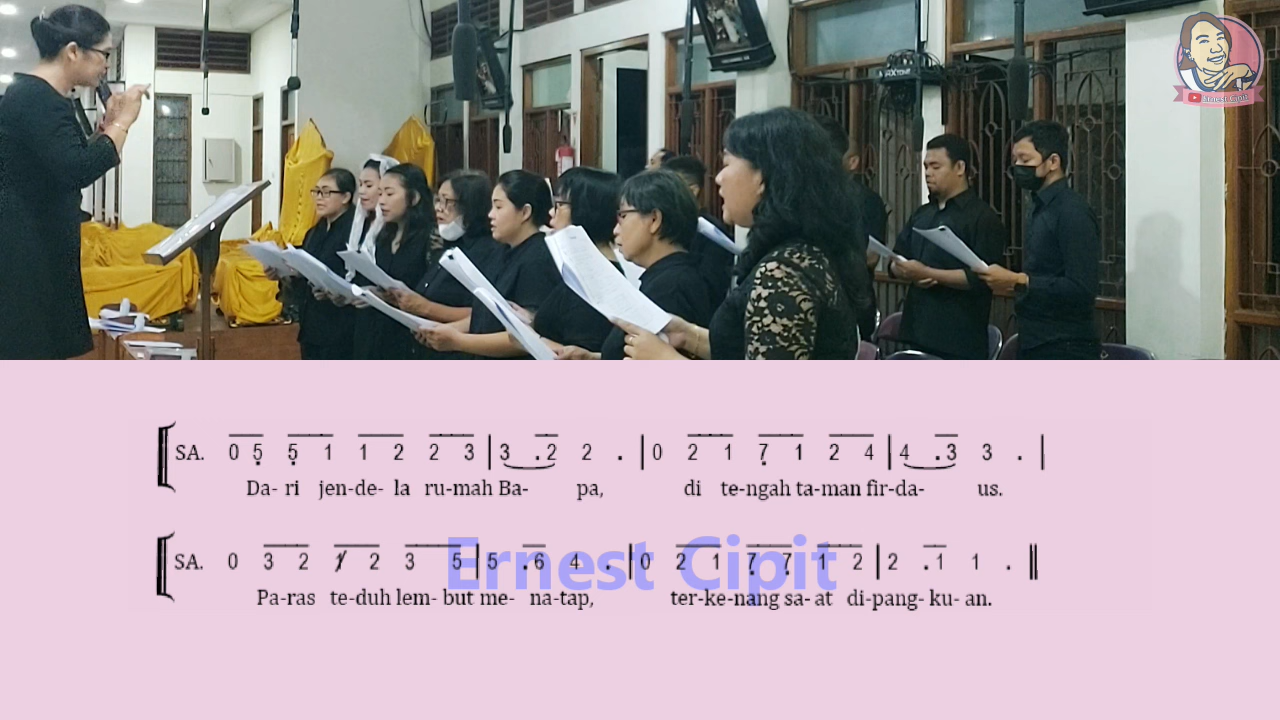 Ernest Cipit
SA. 0 5̣ 5̣ 1 1 2 2 3 | 3 .2 2 . | 0 2 1 7̣ 1 2 4 | 4 .3 3 . |
Da- ri jen-de- la ru-mah Ba- pa, di te-ngah ta-man fir-da- us.
SA. 0 3 2 1̸ 2 3 5 | 5 .6 4 . | 0 2 1 7̣ 7̣ 1 2 | 2 .1 1 . ||
Ernest Cipit
Pa-ras te-duh lem- but me- na-tap, ter-ke-nang sa- at di-pang- ku- an.